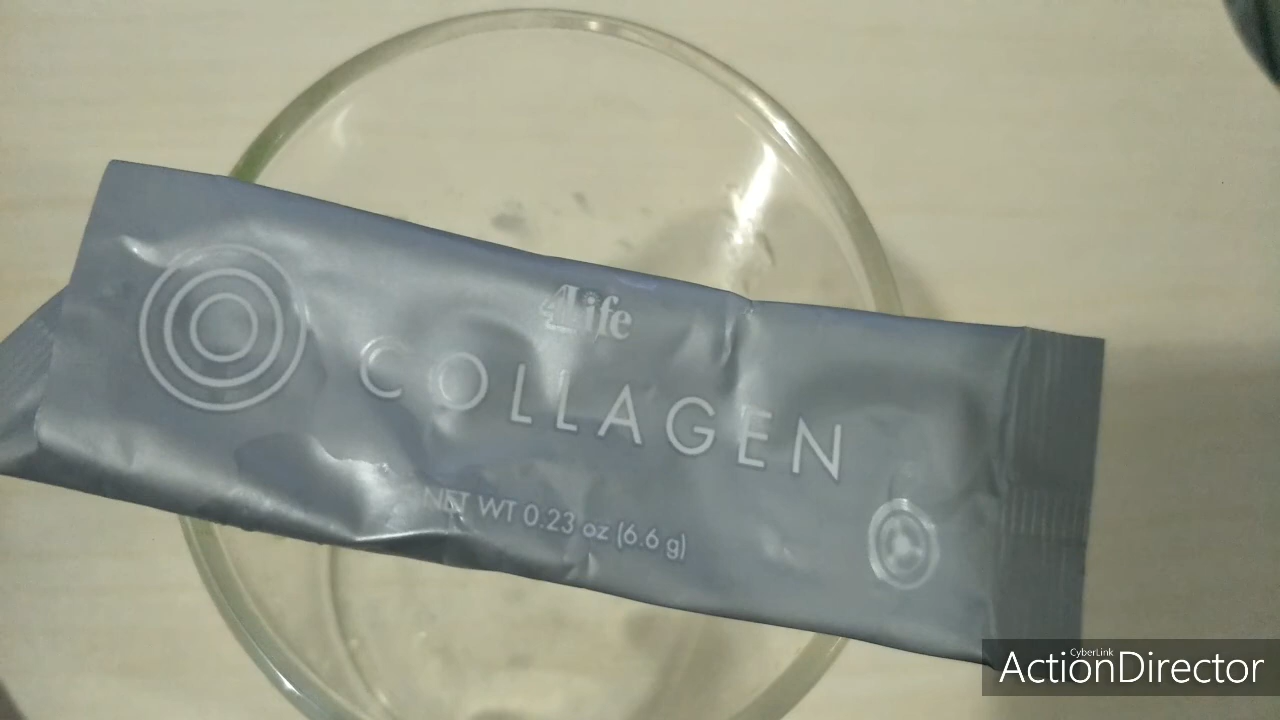 4Life
COLLAGEN
NET WT 0.23 oz (6.6 g)
CyberLink
ActionDirector